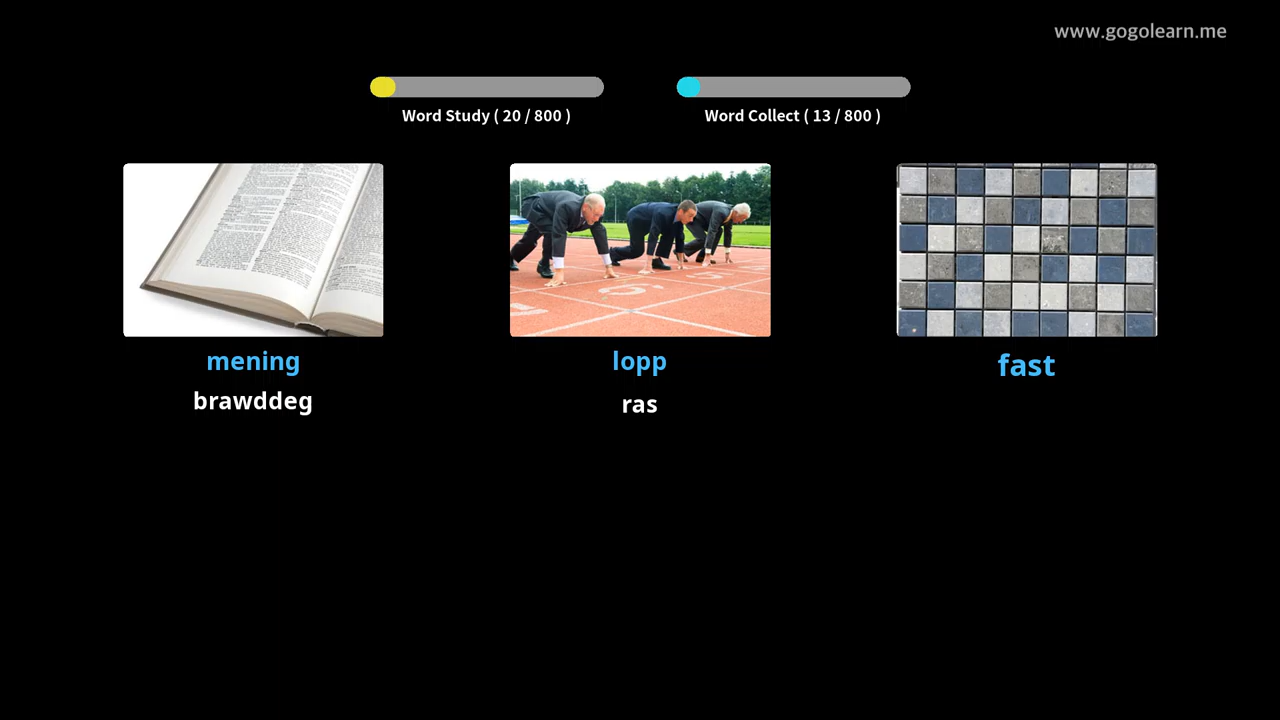 www.gogolearn.me
Word Study ( 20 / 800 )
Word Collect ( 13 / 800 )
mening
lopp
fast
brawddeg
ras